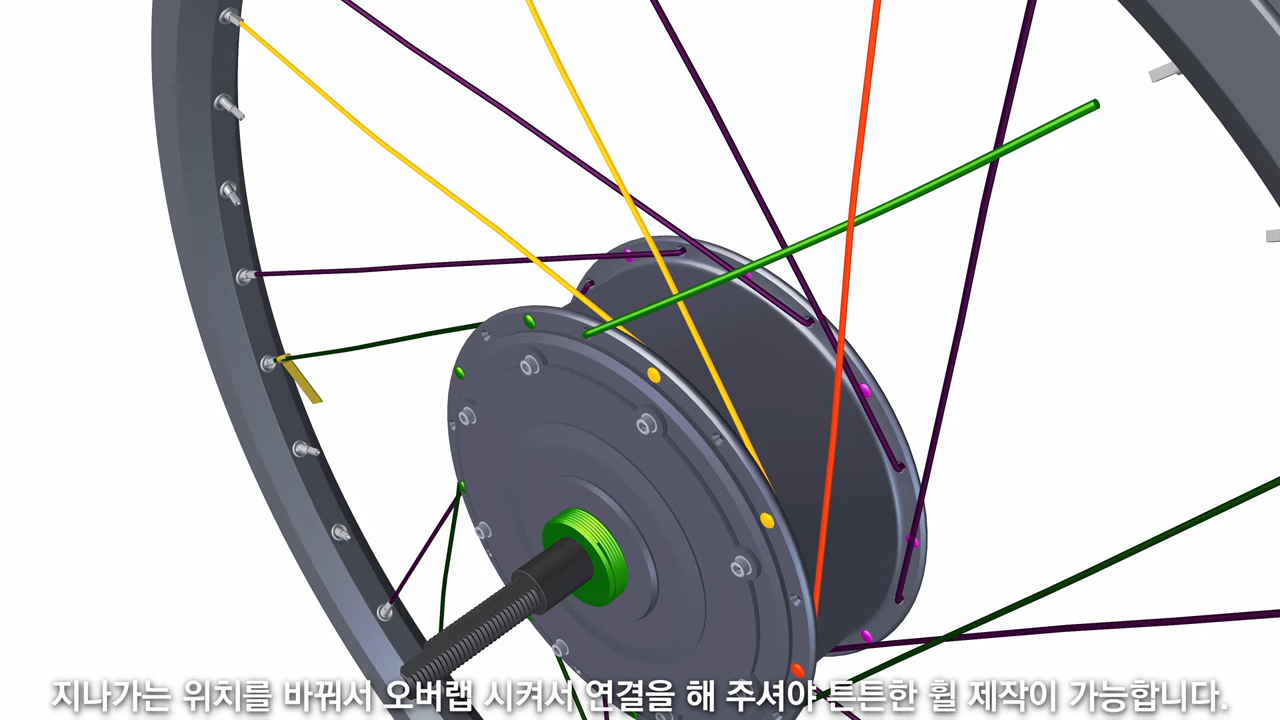 지나가는 위치를 바꿔서 오버랩 시켜서 연결을 해 주셔야 튼튼한 휠 제작이 가능합니다.